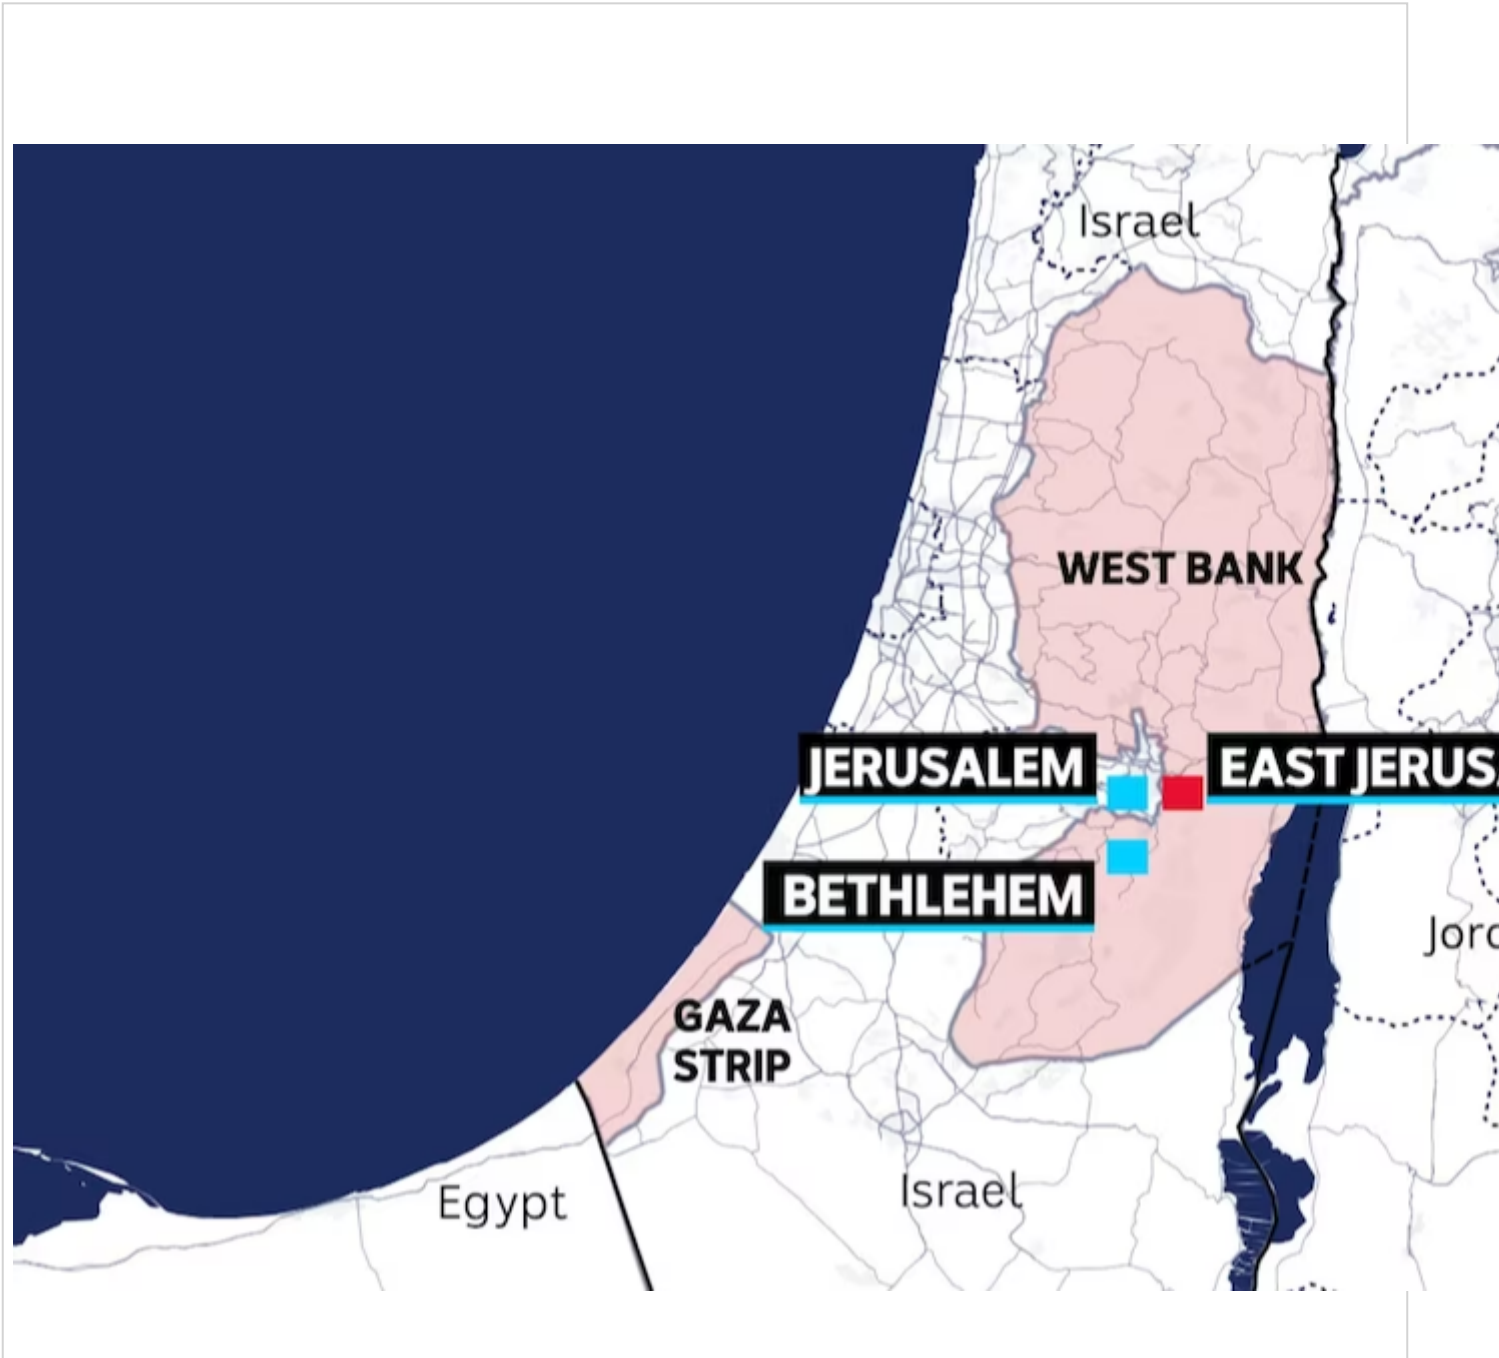 Israel
WEST BANK
JERUSALEM
EAST JERUS
BETHLEHEM
Jord
GAZA
STRIP
Egypt
Israel